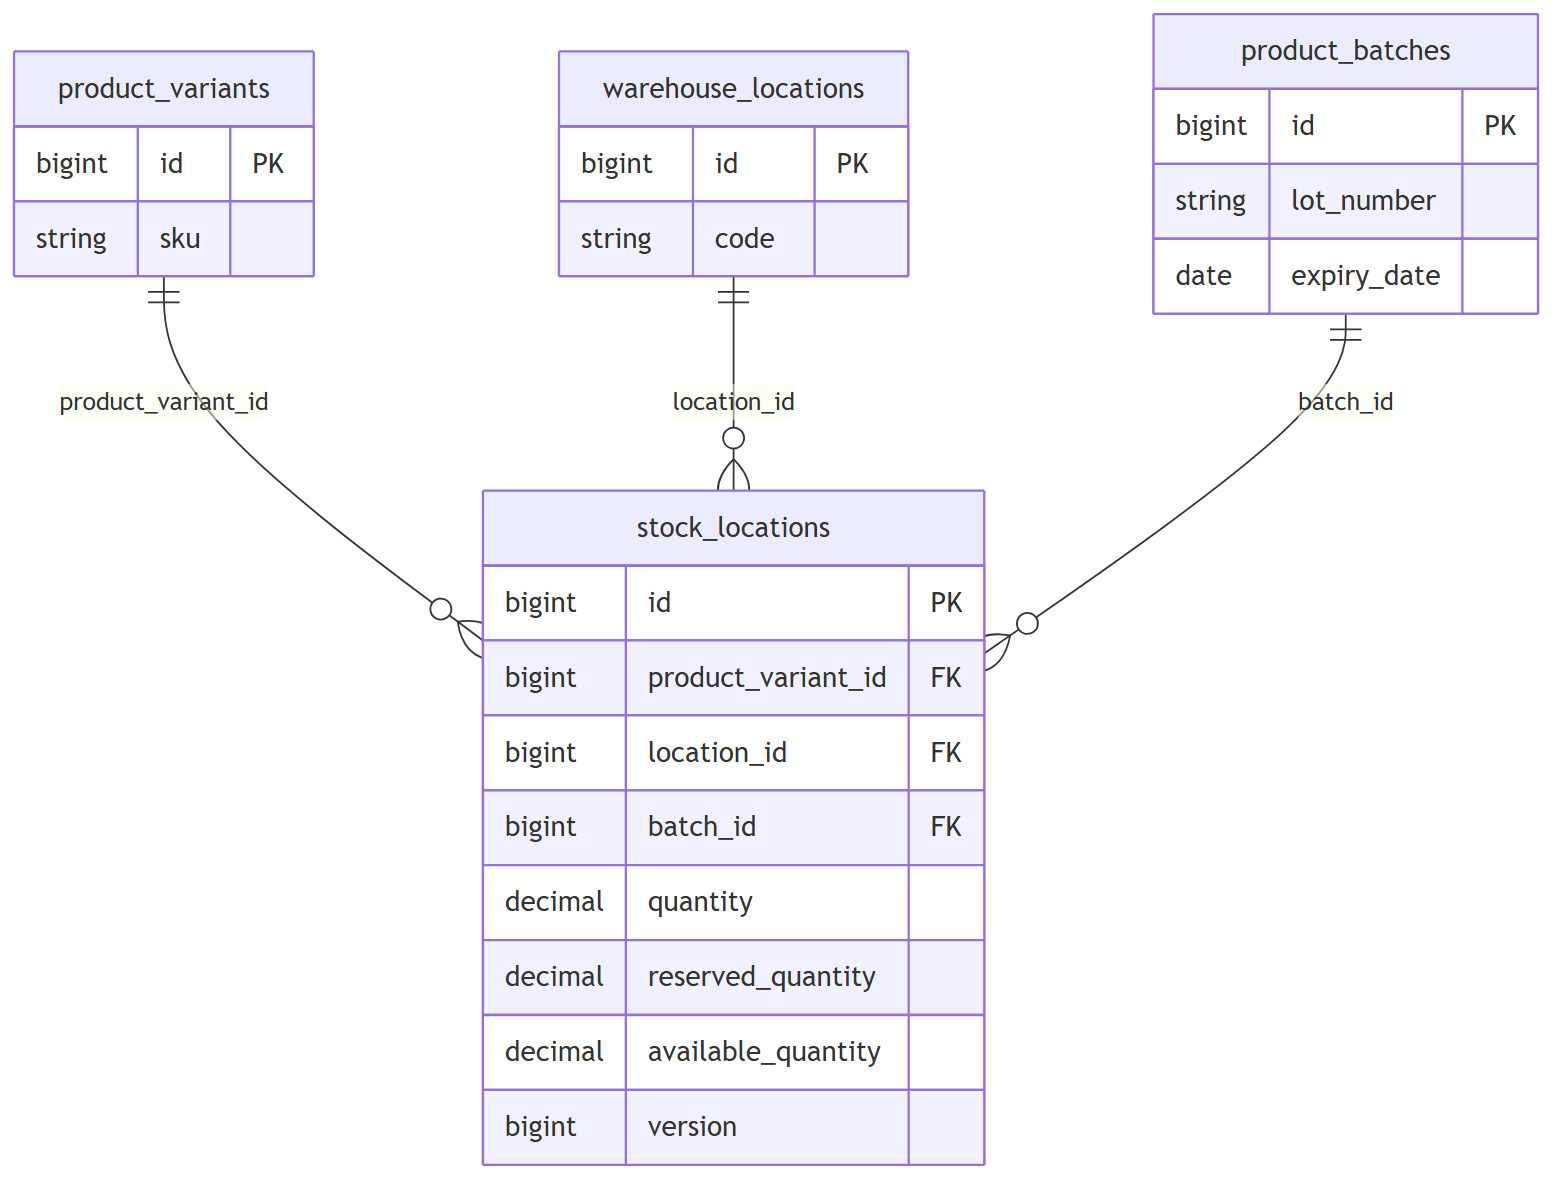 product_variants
bigint id PK
string sku
warehouse_locations
bigint id PK
string code
product_batches
bigint id PK
string lot_number
date expiry_date
product_variant_id
location_id
batch_id
stock_locations
bigint id PK
bigint product_variant_id FK
bigint location_id FK
bigint batch_id FK
decimal quantity
decimal reserved_quantity
decimal available_quantity
bigint version